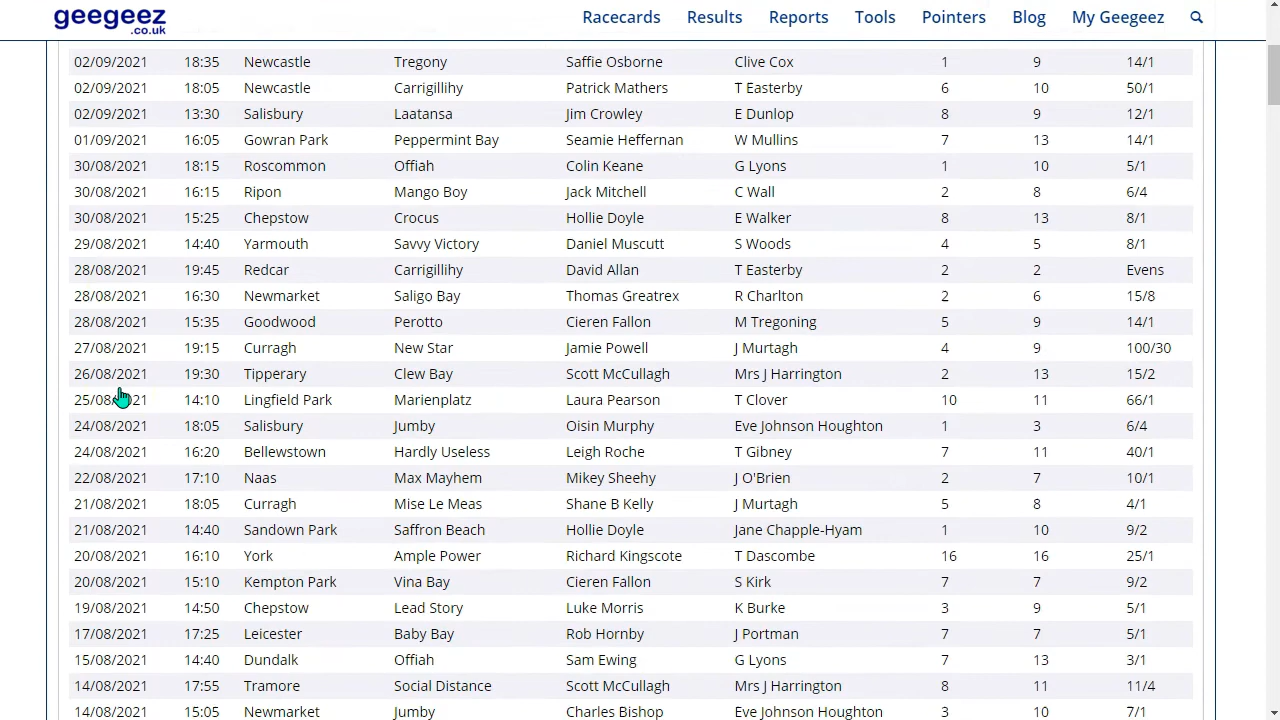 geegeez
.co.uk
Racecards Results Reports Tools Pointers Blog My Geegeez
02/09/2021 18:35 Newcastle Tregony Saffie Osborne Clive Cox 1 9 14/1
02/09/2021 18:05 Newcastle Carrigillihy Patrick Mathers T Easterby 6 10 50/1
02/09/2021 13:30 Salisbury Laatansa Jim Crowley E Dunlop 8 9 12/1
01/09/2021 16:05 Gowran Park Peppermint Bay Seamie Heffernan W Mullins 7 13 14/1
30/08/2021 18:15 Roscommon Offiah Colin Keane G Lyons 1 10 5/1
30/08/2021 16:15 Ripon Mango Boy Jack Mitchell C Wall 2 8 6/4
30/08/2021 15:25 Chepstow Crocus Hollie Doyle E Walker 8 13 8/1
29/08/2021 14:40 Yarmouth Savvy Victory Daniel Muscutt S Woods 4 5 8/1
28/08/2021 19:45 Redcar Carrigillihy David Allan T Easterby 2 2 Evens
28/08/2021 16:30 Newmarket Saligo Bay Thomas Greatrex R Charlton 2 6 15/8
28/08/2021 15:35 Goodwood Perotto Cieren Fallon M Tregoning 5 9 14/1
27/08/2021 19:15 Curragh New Star Jamie Powell J Murtagh 4 9 100/30
26/08/2021 19:30 Tipperary Clew Bay Scott McCullagh Mrs J Harrington 2 13 15/2
25/08/2021 14:10 Lingfield Park Marienplatz Laura Pearson T Clover 10 11 66/1
24/08/2021 18:05 Salisbury Jumby Oisin Murphy Eve Johnson Houghton 1 3 6/4
24/08/2021 16:20 Bellewstown Hardly Useless Leigh Roche T Gibney 7 11 40/1
22/08/2021 17:10 Naas Max Mayhem Mikey Sheehy J O'Brien 2 7 10/1
21/08/2021 18:05 Curragh Mise Le Meas Shane B Kelly J Murtagh 5 8 4/1
21/08/2021 14:40 Sandown Park Saffron Beach Hollie Doyle Jane Chapple-Hyam 1 10 9/2
20/08/2021 16:10 York Ample Power Richard Kingscote T Dascombe 16 16 25/1
20/08/2021 15:10 Kempton Park Vina Bay Cieren Fallon S Kirk 7 7 9/2
19/08/2021 14:50 Chepstow Lead Story Luke Morris K Burke 3 9 5/1
17/08/2021 17:25 Leicester Baby Bay Rob Hornby J Portman 7 7 5/1
15/08/2021 14:40 Dundalk Offiah Sam Ewing G Lyons 7 13 3/1
14/08/2021 17:55 Tramore Social Distance Scott McCullagh Mrs J Harrington 8 11 11/4
14/08/2021 15:05 Newmarket Jumby Charles Bishop Eve Johnson Houghton 3 10 7/1